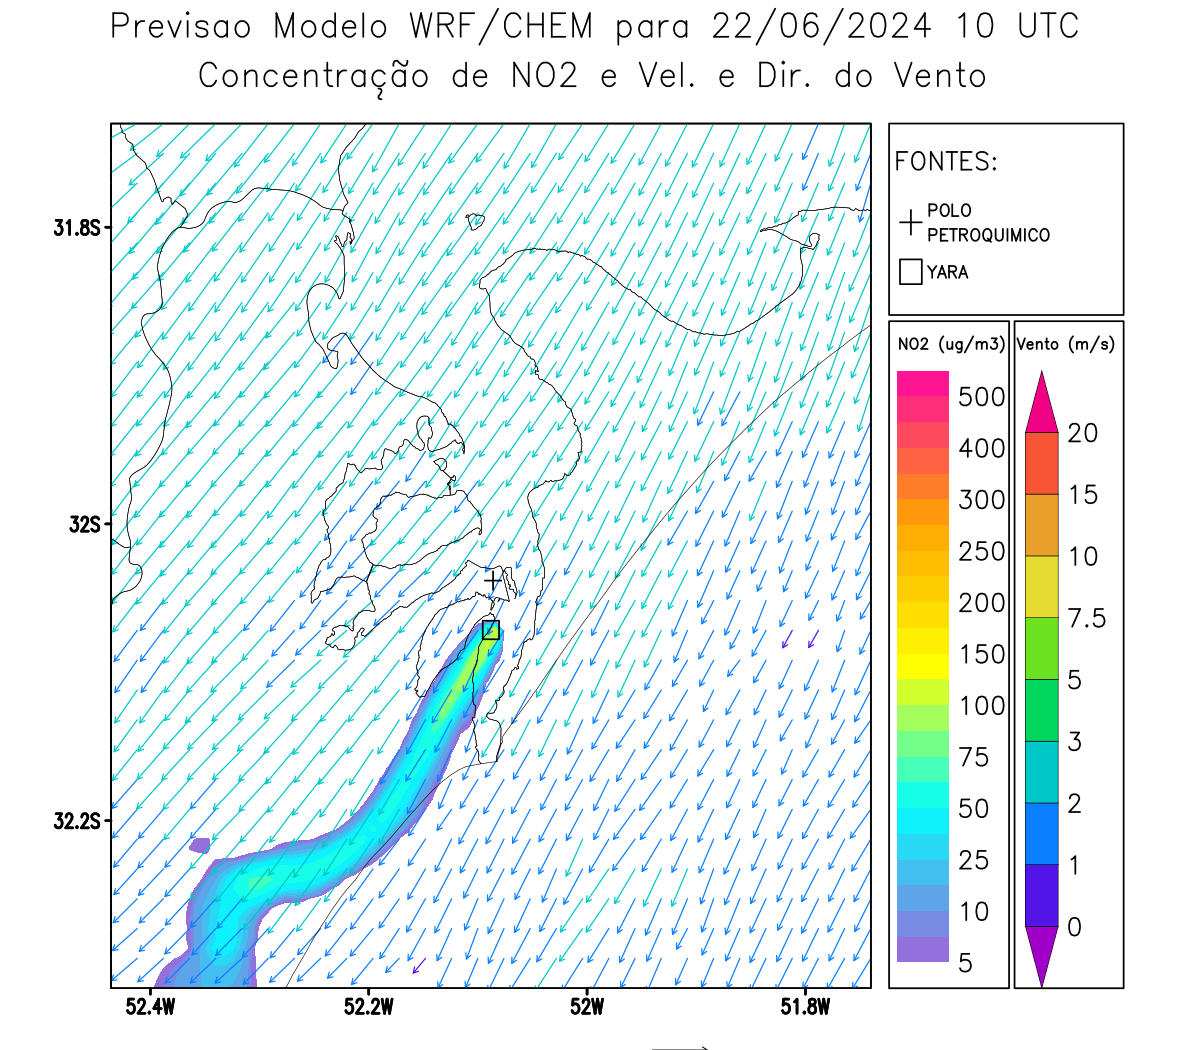 Previsao Modelo WRF/CHEM para 22/06/2024 10 UTC
Concentração de NO2 e Vel. e Dir. do Vento
FONTES:
POLO
PETROQUIMICO
YARA
31.8S
32S
32.2S
52.4W
52.2W
52W
51.8W
NO2 (ug/m3)
500
400
300
250
200
150
100
75
50
25
10
5
Vento (m/s)
20
15
10
7.5
5
3
2
1
0